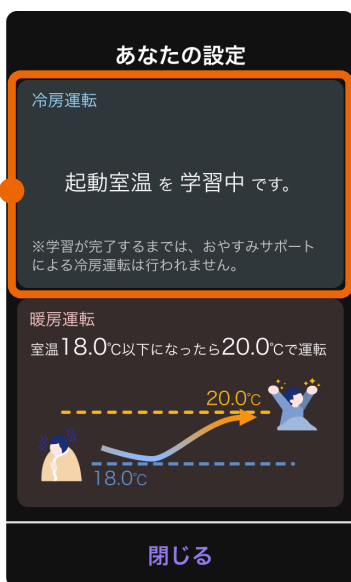 あなたの設定
冷房運転
起動室温 を 学習中 です。
※学習が完了するまでは、おやすみサポート
による冷房運転は行われません。
暖房運転
室温18.0℃以下になったら20.0℃で運転
20.0℃
18.0℃
閉じる